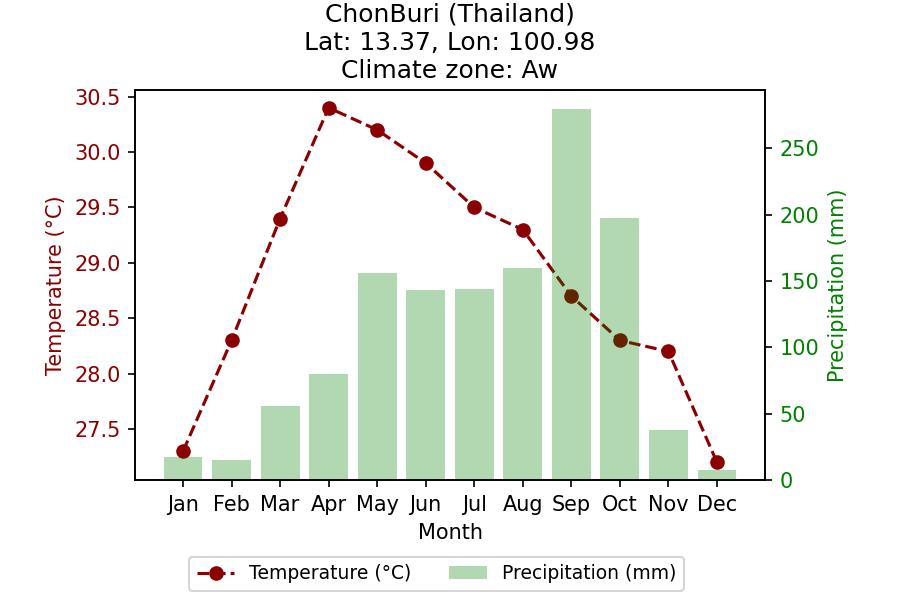 ChonBuri (Thailand)
Lat: 13.37, Lon: 100.98
Climate zone: Aw
Temperature (°C)
30.5
30.0
29.5
29.0
28.5
28.0
27.5
Precipitation (mm)
250
200
150
100
50
0
Jan Feb Mar Apr May Jun Jul Aug Sep Oct Nov Dec
Month
Temperature (°C) Precipitation (mm)